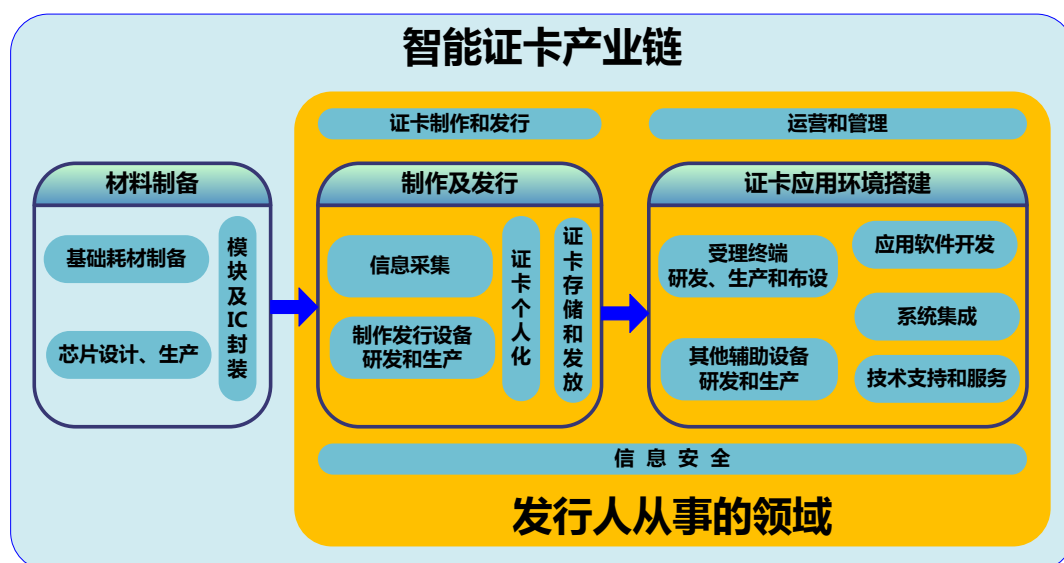 智能证卡产业链
证卡制作和发行
运营和管理
材料制备
基础耗材制备
芯片设计、生产
模块及IC封装
制作及发行
信息采集
制作发行设备
研发和生产
证卡个人化
证卡存储和发放
证卡应用环境搭建
受理终端
研发、生产和布设
其他辅助设备
研发和生产
应用软件开发
系统集成
技术支持和服务
信息安全
发行人从事的领域